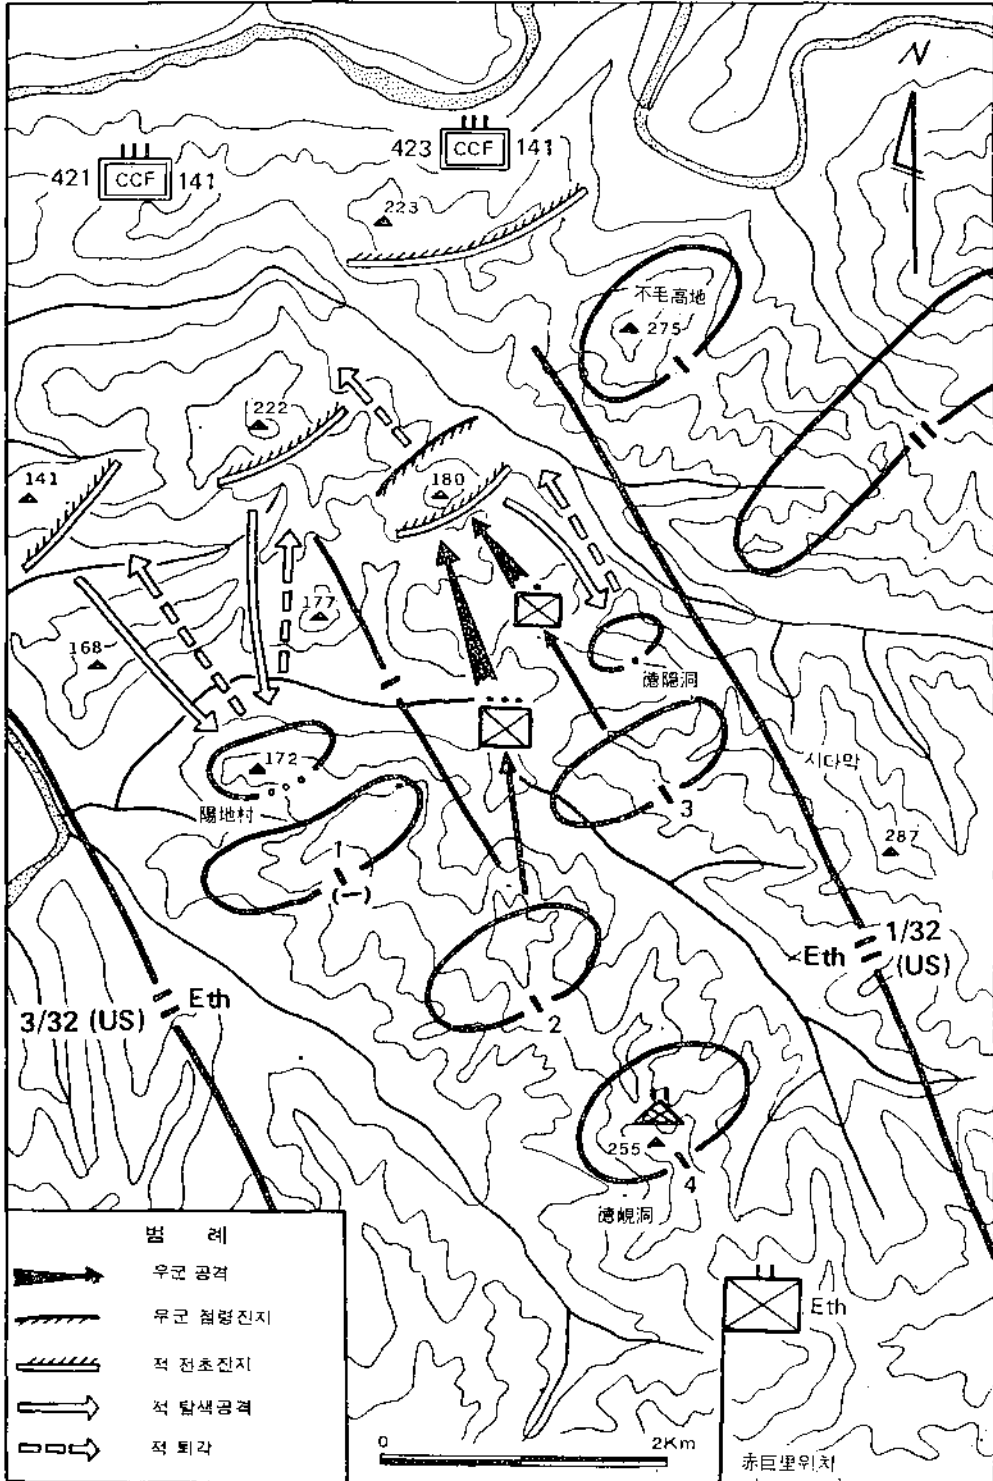 N
423 CCF 141
421 CCF 141
223
不毛高地
275
222
141
180
177
168
德隐洞
172
陽地村
시다악
3
287
1
(一)
Eth 1/32
(US)
2
3/32 (US) Eth
255
4
德峴洞
Eth
범 례
우군 공격
우군 점령진지
적 전초진지
적 탐색공격
적 퇴각
0 2Km
赤巨里위치